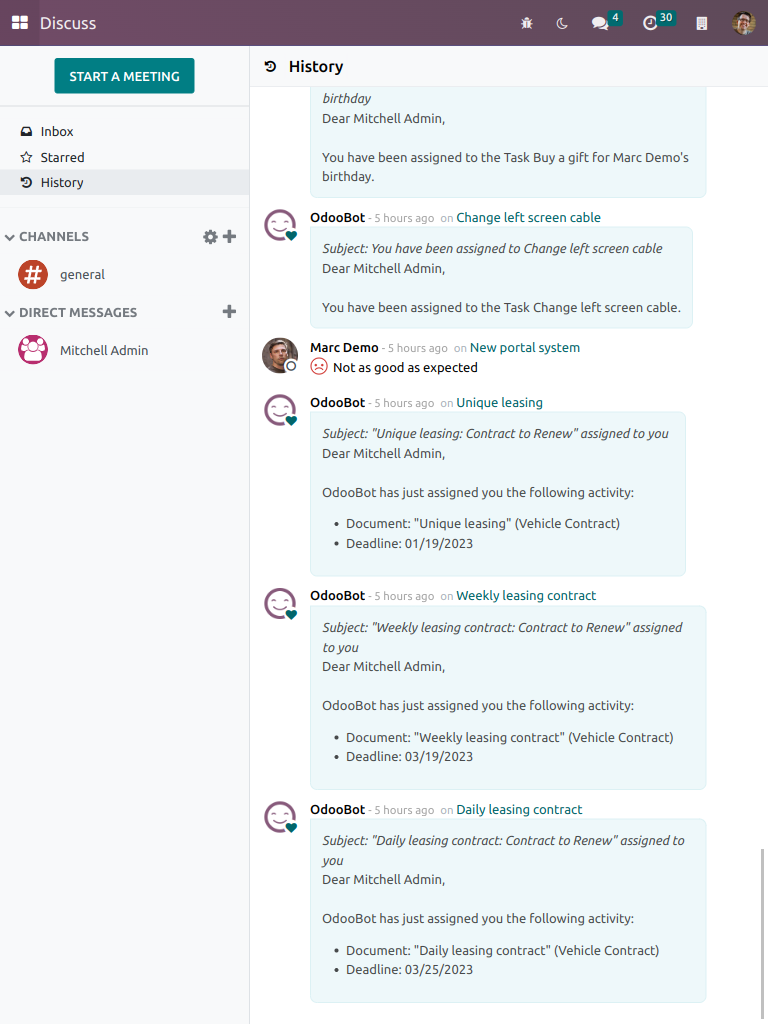 Discuss
4
30
START A MEETING
Inbox
Starred
History
CHANNELS
general
DIRECT MESSAGES
Mitchell Admin
History
birthday
Dear Mitchell Admin,
You have been assigned to the Task Buy a gift for Marc Demo's
birthday.
OdooBot - 5 hours ago on Change left screen cable
Subject: You have been assigned to Change left screen cable
Dear Mitchell Admin,
You have been assigned to the Task Change left screen cable.
Marc Demo - 5 hours ago on New portal system
Not as good as expected
OdooBot - 5 hours ago on Unique leasing
Subject: "Unique leasing: Contract to Renew" assigned to you
Dear Mitchell Admin,
OdooBot has just assigned you the following activity:
• Document: "Unique leasing" (Vehicle Contract)
• Deadline: 01/19/2023
OdooBot - 5 hours ago on Weekly leasing contract
Subject: "Weekly leasing contract: Contract to Renew" assigned
to you
Dear Mitchell Admin,
OdooBot has just assigned you the following activity:
• Document: "Weekly leasing contract" (Vehicle Contract)
• Deadline: 03/19/2023
OdooBot - 5 hours ago on Daily leasing contract
Subject: "Daily leasing contract: Contract to Renew" assigned to
you
Dear Mitchell Admin,
OdooBot has just assigned you the following activity:
• Document: "Daily leasing contract" (Vehicle Contract)
• Deadline: 03/25/2023